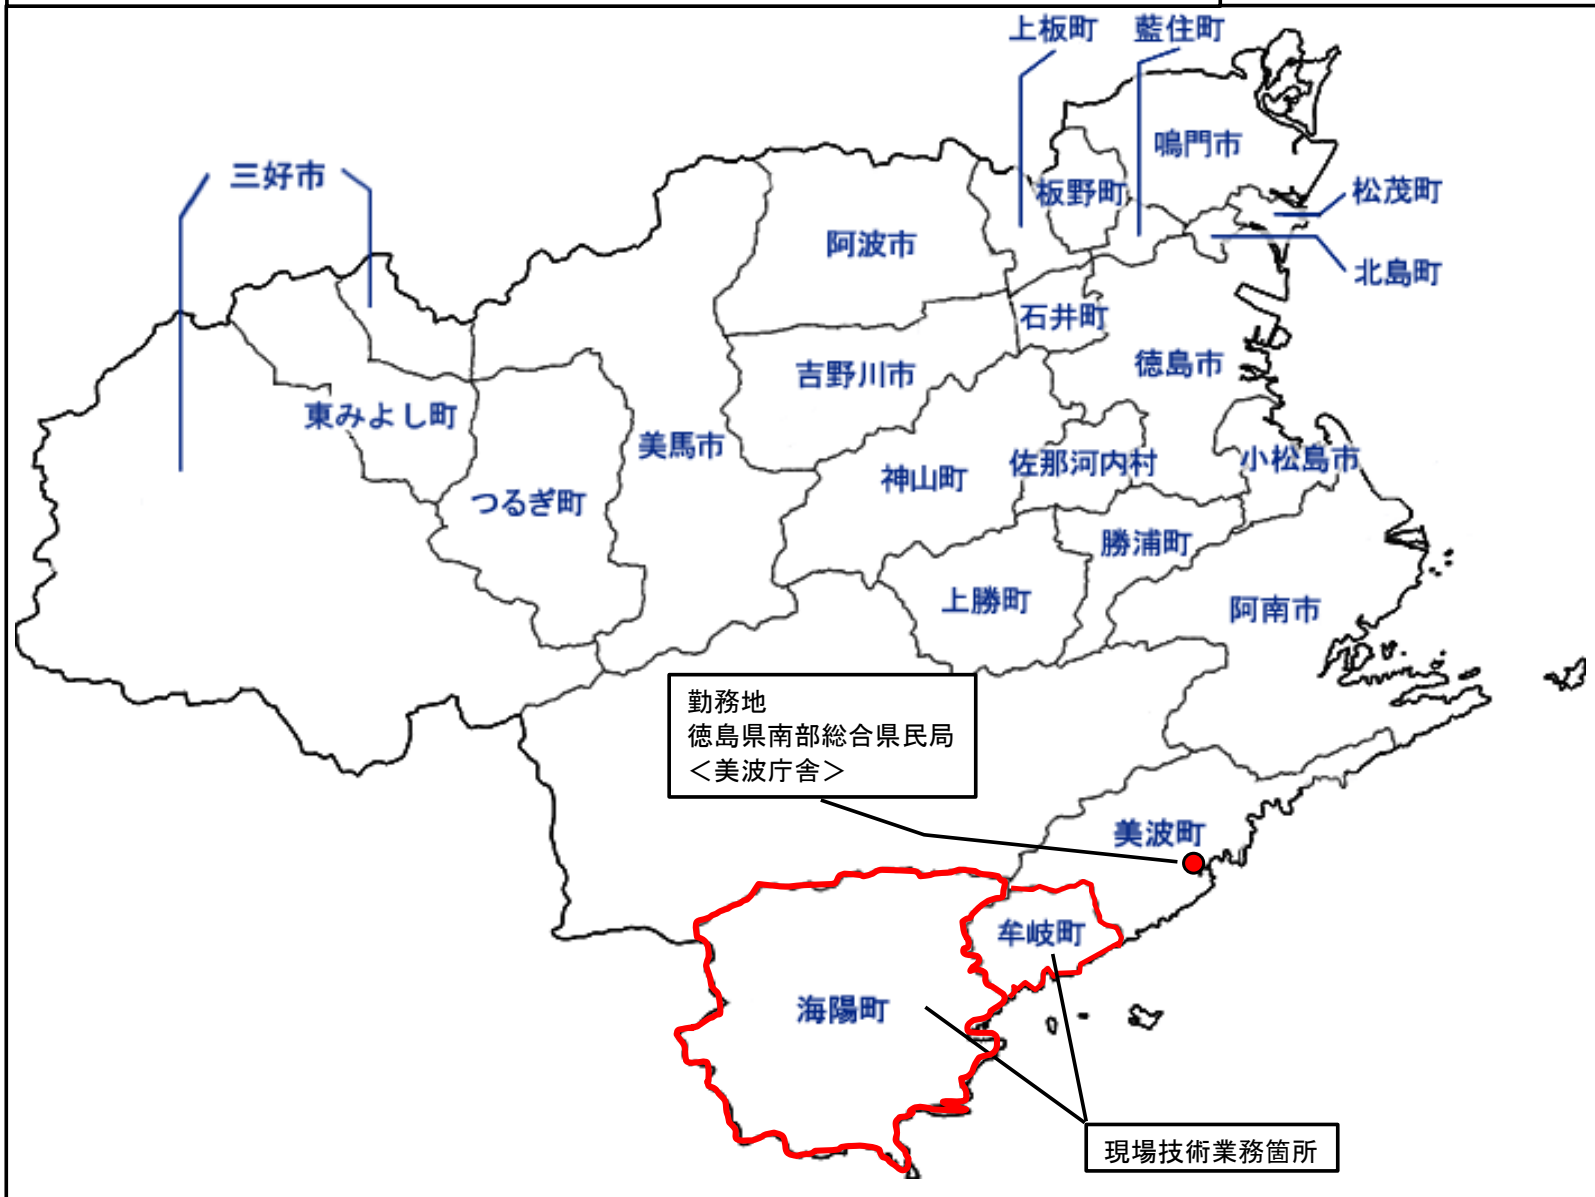 上板町
藍住町
鳴門市
三好市
板野町
松茂町
阿波市
北島町
石井町
徳島市
吉野川市
東みよし町
美馬市
小松島市
佐那河内村
神山町
つるぎ町
勝浦町
上勝町
阿南市
勤務地
徳島県南部総合県民局
＜美波庁舎＞
美波町
牟岐町
海陽町
現場技術業務箇所